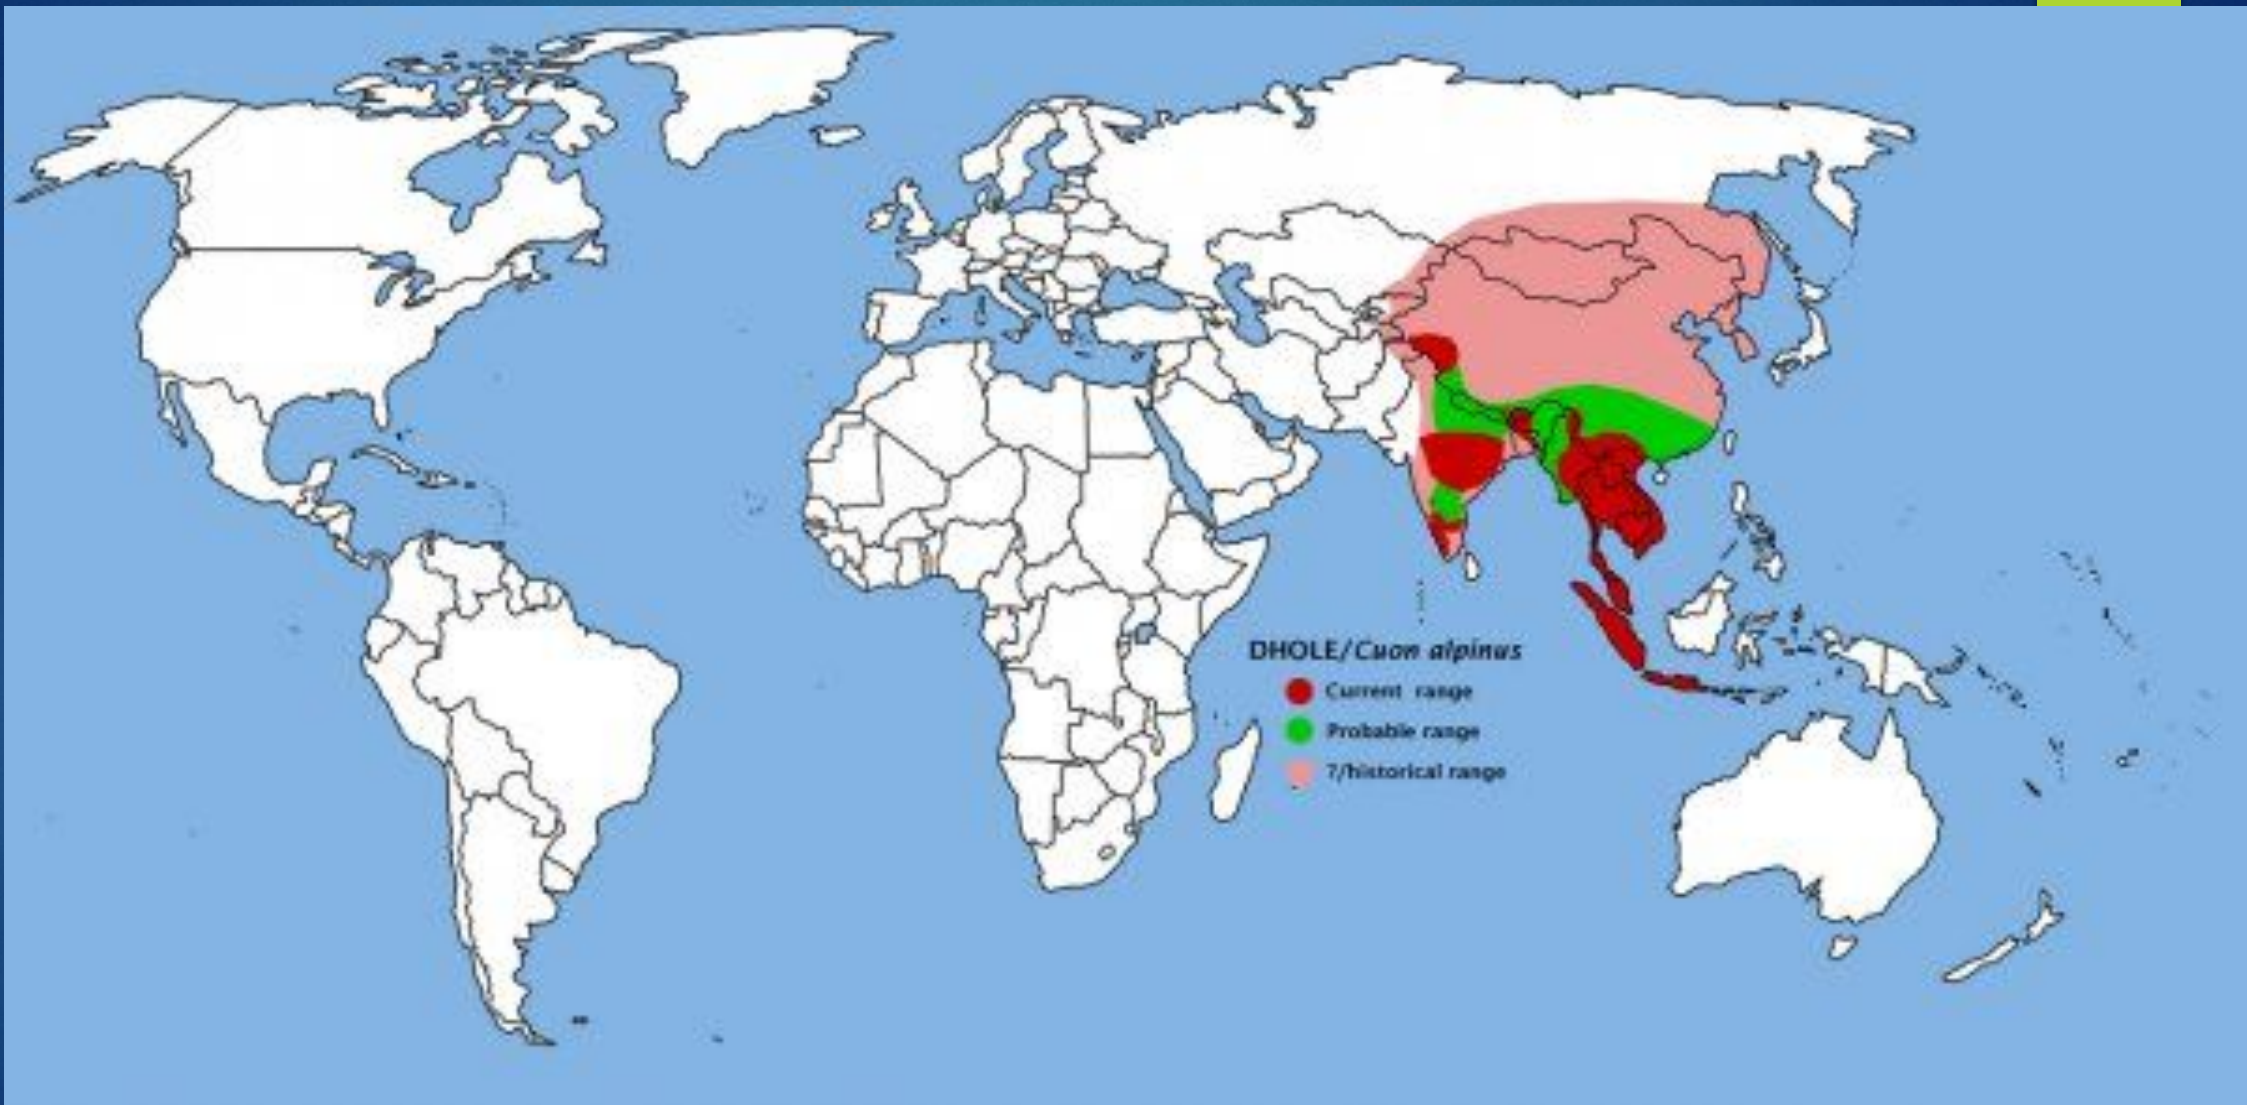 DHOLE/Cuon alpinus
Current range
Probable range
?/historical range